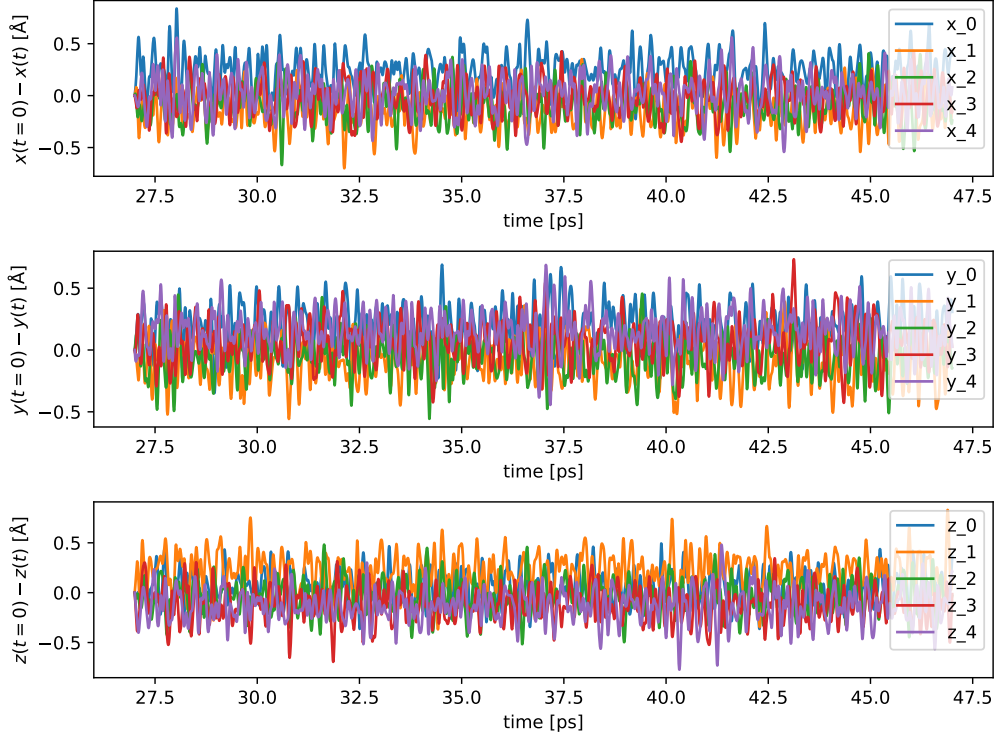 x(t = 0) − x(t) [Å]
0.5
0.0
−0.5
x_0
x_1
x_2
x_3
x_4
27.5 30.0 32.5 35.0 37.5 40.0 42.5 45.0 47.5
time [ps]
y(t = 0) − y(t) [Å]
0.5
0.0
−0.5
y_0
y_1
y_2
y_3
y_4
27.5 30.0 32.5 35.0 37.5 40.0 42.5 45.0 47.5
time [ps]
z(t = 0) − z(t) [Å]
0.5
0.0
−0.5
z_0
z_1
z_2
z_3
z_4
27.5 30.0 32.5 35.0 37.5 40.0 42.5 45.0 47.5
time [ps]